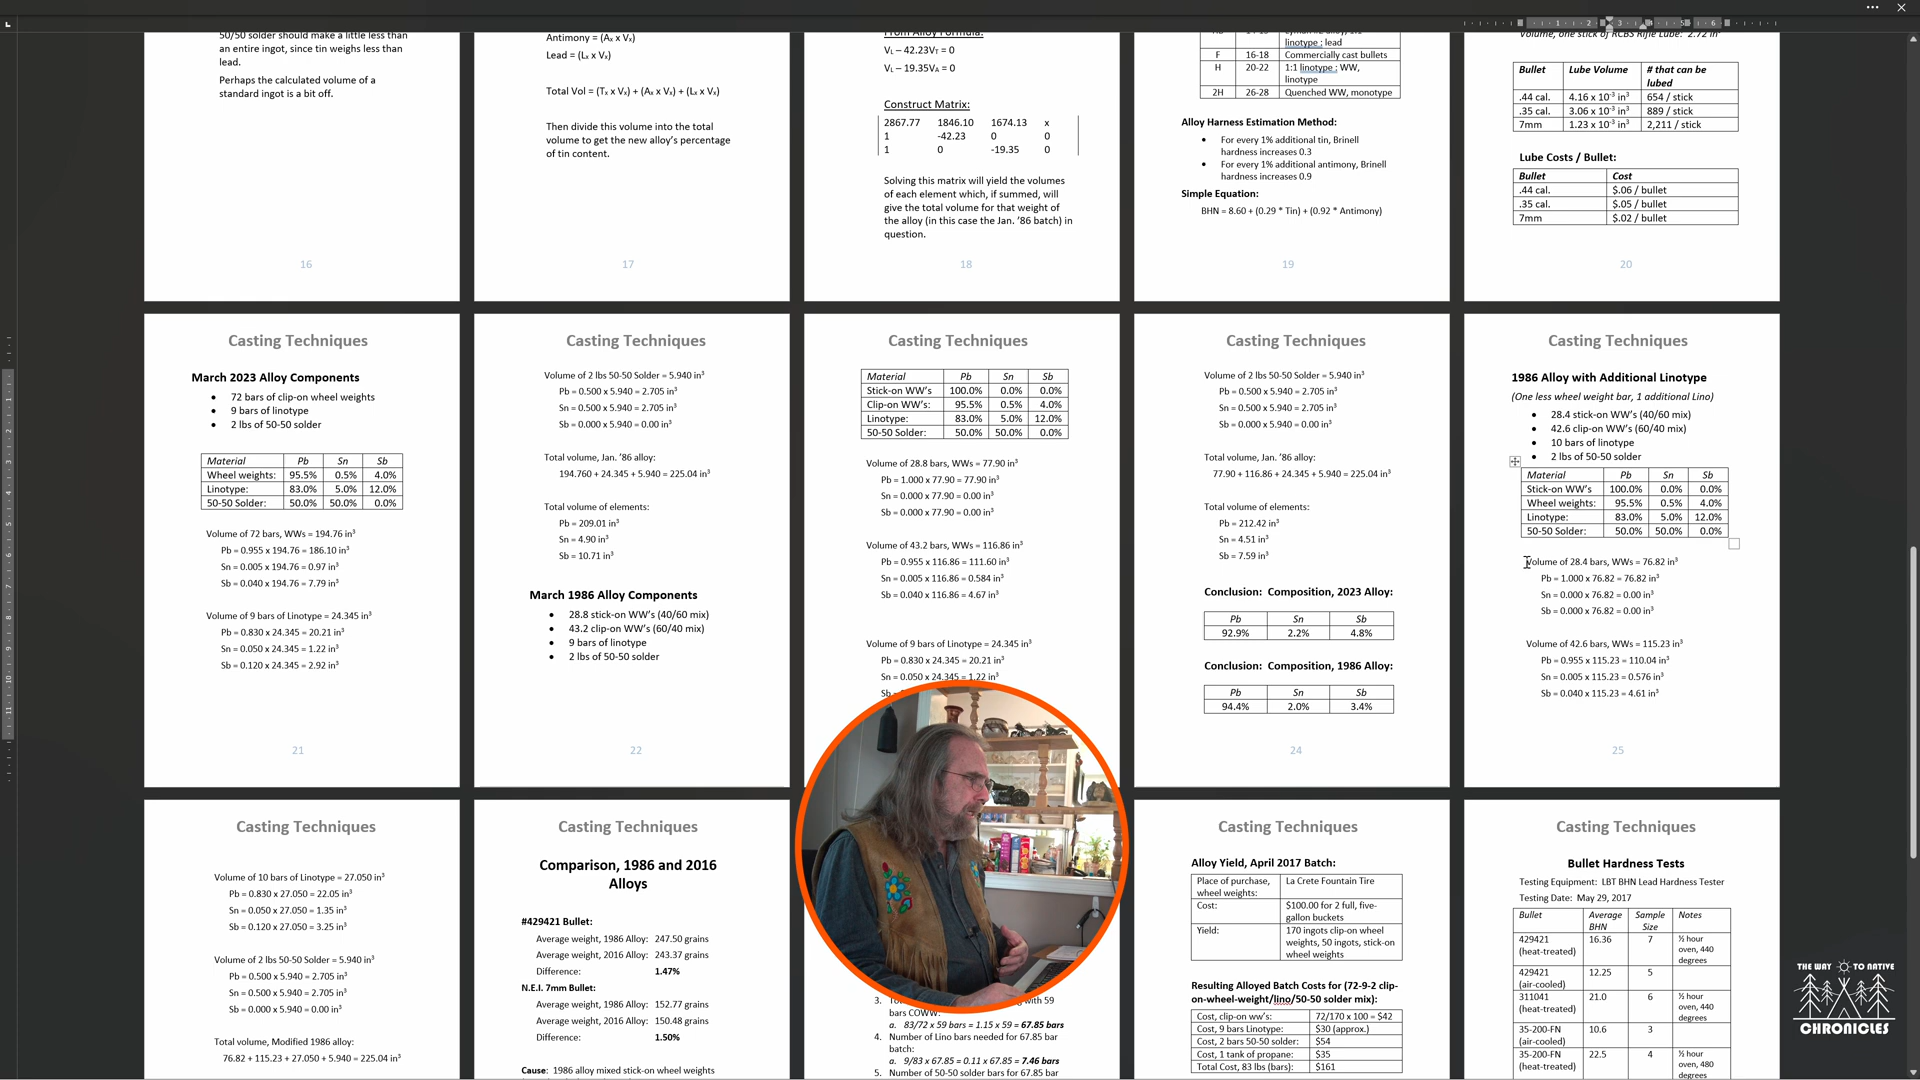 50/50 solder should make a little less than
an entire ingot, since tin weighs less than
lead.
Perhaps the calculated volume of a
standard ingot is a bit off.
16
Antimony = (Aₓ x Vₓ)
Lead = (Lₓ x Vₓ)
Total Vol = (Tₓ x Vₓ) + (Aₓ x Vₓ) + (Lₓ x Vₓ)
Then divide this volume into the total
volume to get the new alloy's percentage
of tin content.
17
From Alloy Formula:
V_L – 42.23V_T = 0
V_L – 19.35V_A = 0
Construct Matrix:
2867.77 1846.10 1674.13 x
1 -42.23 0 0
1 0 -19.35 0
Solving this matrix will yield the volumes
of each element which, if summed, will
give the total volume for that weight of
the alloy (in this case the Jan. '86 batch) in
question.
18
linotype : lead
F 16-18 Commercially cast bullets
H 20-22 1:1 linotype : WW,
linotype
2H 26-28 Quenched WW, monotype
Alloy Harness Estimation Method:
• For every 1% additional tin, Brinell
hardness increases 0.3
• For every 1% additional antimony, Brinell
hardness increases 0.9
Simple Equation:
BHN = 8.60 + (0.29 * Tin) + (0.92 * Antimony)
19
Volume, one stick of RCBS Rifle Lube: 2.72 in³
Bullet Lube Volume # that can be
lubed
.44 cal. 4.16 x 10⁻³ in³ 654 / stick
.35 cal. 3.06 x 10⁻³ in³ 889 / stick
7mm 1.23 x 10⁻³ in³ 2,211 / stick
Lube Costs / Bullet:
Bullet Cost
.44 cal. $.06 / bullet
.35 cal. $.05 / bullet
7mm $.02 / bullet
20
Casting Techniques
March 2023 Alloy Components
• 72 bars of clip-on wheel weights
• 9 bars of linotype
• 2 lbs of 50-50 solder
Material Pb Sn Sb
Wheel weights: 95.5% 0.5% 4.0%
Linotype: 83.0% 5.0% 12.0%
50-50 Solder: 50.0% 50.0% 0.0%
Volume of 72 bars, WWs = 194.76 in³
Pb = 0.955 x 194.76 = 186.10 in³
Sn = 0.005 x 194.76 = 0.97 in³
Sb = 0.040 x 194.76 = 7.79 in³
Volume of 9 bars of Linotype = 24.345 in³
Pb = 0.830 x 24.345 = 20.21 in³
Sn = 0.050 x 24.345 = 1.22 in³
Sb = 0.120 x 24.345 = 2.92 in³
21
Casting Techniques
Volume of 2 lbs 50-50 Solder = 5.940 in³
Pb = 0.500 x 5.940 = 2.705 in³
Sn = 0.500 x 5.940 = 2.705 in³
Sb = 0.000 x 5.940 = 0.00 in³
Total volume, Jan. '86 alloy:
194.760 + 24.345 + 5.940 = 225.04 in³
Total volume of elements:
Pb = 209.01 in³
Sn = 4.90 in³
Sb = 10.71 in³
March 1986 Alloy Components
• 28.8 stick-on WW's (40/60 mix)
• 43.2 clip-on WW's (60/40 mix)
• 9 bars of linotype
• 2 lbs of 50-50 solder
22
Casting Techniques
Material Pb Sn Sb
Stick-on WW's 100.0% 0.0% 0.0%
Clip-on WW's: 95.5% 0.5% 4.0%
Linotype: 83.0% 5.0% 12.0%
50-50 Solder: 50.0% 50.0% 0.0%
Volume of 28.8 bars, WWs = 77.90 in³
Pb = 1.000 x 77.90 = 77.90 in³
Sn = 0.000 x 77.90 = 0.00 in³
Sb = 0.000 x 77.90 = 0.00 in³
Volume of 43.2 bars, WWs = 116.86 in³
Pb = 0.955 x 116.86 = 111.60 in³
Sn = 0.005 x 116.86 = 0.584 in³
Sb = 0.040 x 116.86 = 4.67 in³
Volume of 9 bars of Linotype = 24.345 in³
Pb = 0.830 x 24.345 = 20.21 in³
Sn = 0.050 x 24.345 = 1.22 in³
Sb
Casting Techniques
Volume of 2 lbs 50-50 Solder = 5.940 in³
Pb = 0.500 x 5.940 = 2.705 in³
Sn = 0.500 x 5.940 = 2.705 in³
Sb = 0.000 x 5.940 = 0.00 in³
Total volume, Jan. '86 alloy:
77.90 + 116.86 + 24.345 + 5.940 = 225.04 in³
Total volume of elements:
Pb = 212.42 in³
Sn = 4.51 in³
Sb = 7.59 in³
Conclusion: Composition, 2023 Alloy:
Pb Sn Sb
92.9% 2.2% 4.8%
Conclusion: Composition, 1986 Alloy:
Pb Sn Sb
94.4% 2.0% 3.4%
24
Casting Techniques
1986 Alloy with Additional Linotype
(One less wheel weight bar, 1 additional Lino)
• 28.4 stick-on WW's (40/60 mix)
• 42.6 clip-on WW's (60/40 mix)
• 10 bars of linotype
• 2 lbs of 50-50 solder
Material Pb Sn Sb
Stick-on WW's 100.0% 0.0% 0.0%
Wheel weights: 95.5% 0.5% 4.0%
Linotype: 83.0% 5.0% 12.0%
50-50 Solder: 50.0% 50.0% 0.0%
Volume of 28.4 bars, WWs = 76.82 in³
Pb = 1.000 x 76.82 = 76.82 in³
Sn = 0.000 x 76.82 = 0.00 in³
Sb = 0.000 x 76.82 = 0.00 in³
Volume of 42.6 bars, WWs = 115.23 in³
Pb = 0.955 x 115.23 = 110.04 in³
Sn = 0.005 x 115.23 = 0.576 in³
Sb = 0.040 x 115.23 = 4.61 in³
25
Casting Techniques
Volume of 10 bars of Linotype = 27.050 in³
Pb = 0.830 x 27.050 = 22.05 in³
Sn = 0.050 x 27.050 = 1.35 in³
Sb = 0.120 x 27.050 = 3.25 in³
Volume of 2 lbs 50-50 Solder = 5.940 in³
Pb = 0.500 x 5.940 = 2.705 in³
Sn = 0.500 x 5.940 = 2.705 in³
Sb = 0.000 x 5.940 = 0.00 in³
Total volume, Modified 1986 alloy:
76.82 + 115.23 + 27.050 + 5.940 = 225.04 in³
Casting Techniques
Comparison, 1986 and 2016
Alloys
#429421 Bullet:
Average weight, 1986 Alloy: 247.50 grains
Average weight, 2016 Alloy: 243.37 grains
Difference: 1.47%
N.E.I. 7mm Bullet:
Average weight, 1986 Alloy: 152.77 grains
Average weight, 2016 Alloy: 150.48 grains
Difference: 1.50%
Cause: 1986 alloy mixed stick-on wheel weights
3. with 59
bars COWW:
a. 83/72 x 59 bars = 1.15 x 59 = 67.85 bars
4. Number of Lino bars needed for 67.85 bar
batch:
a. 9/83 x 67.85 = 0.11 x 67.85 = 7.46 bars
5. Number of 50-50 solder bars for 67.85 bar
Casting Techniques
Alloy Yield, April 2017 Batch:
Place of purchase, La Crete Fountain Tire
wheel weights:
Cost: $100.00 for 2 full, five-
gallon buckets
Yield: 170 ingots clip-on wheel
weights, 50 ingots, stick-on
wheel weights
Resulting Alloyed Batch Costs for (72-9-2 clip-
on-wheel-weight/lino/50-50 solder mix):
Cost, clip-on ww's: 72/170 x 100 = $42
Cost, 9 bars Linotype: $30 (approx.)
Cost, 2 bars 50-50 solder: $54
Cost, 1 tank of propane: $35
Total Cost, 83 lbs (bars): $161
Casting Techniques
Bullet Hardness Tests
Testing Equipment: LBT BHN Lead Hardness Tester
Testing Date: May 29, 2017
Bullet Average Sample Notes
BHN Size
429421 16.36 7 ½ hour
(heat-treated) oven, 440
degrees
429421 12.25 5
(air-cooled)
311041 21.0 6 ½ hour
(heat-treated) oven, 440
degrees
35-200-FN 10.6 3
(air-cooled)
35-200-FN 22.5 4 ½ hour
(heat-treated) oven, 480
degrees
THE WAY TO NATIVE
CHRONICLES